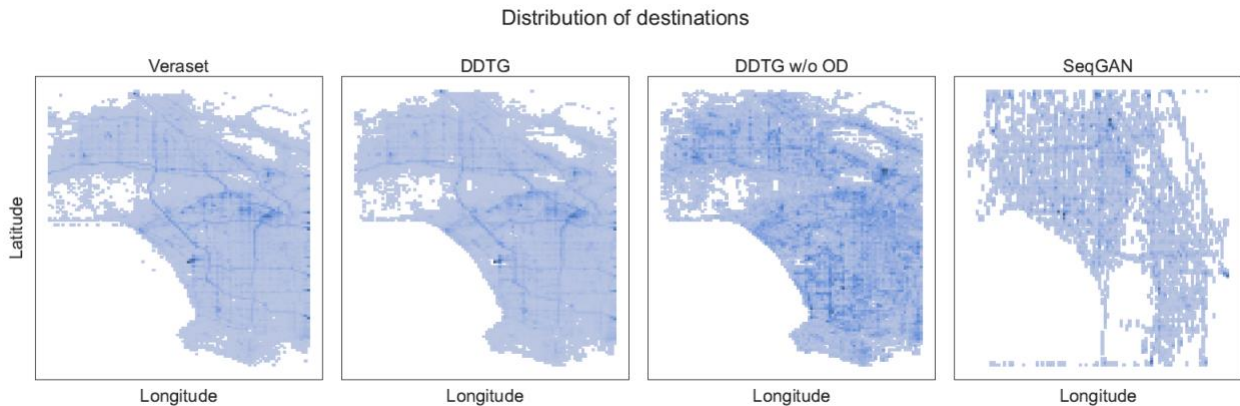 Distribution of destinations
Veraset
DDTG
DDTG w/o OD
SeqGAN
Latitude
Longitude
Longitude
Longitude
Longitude